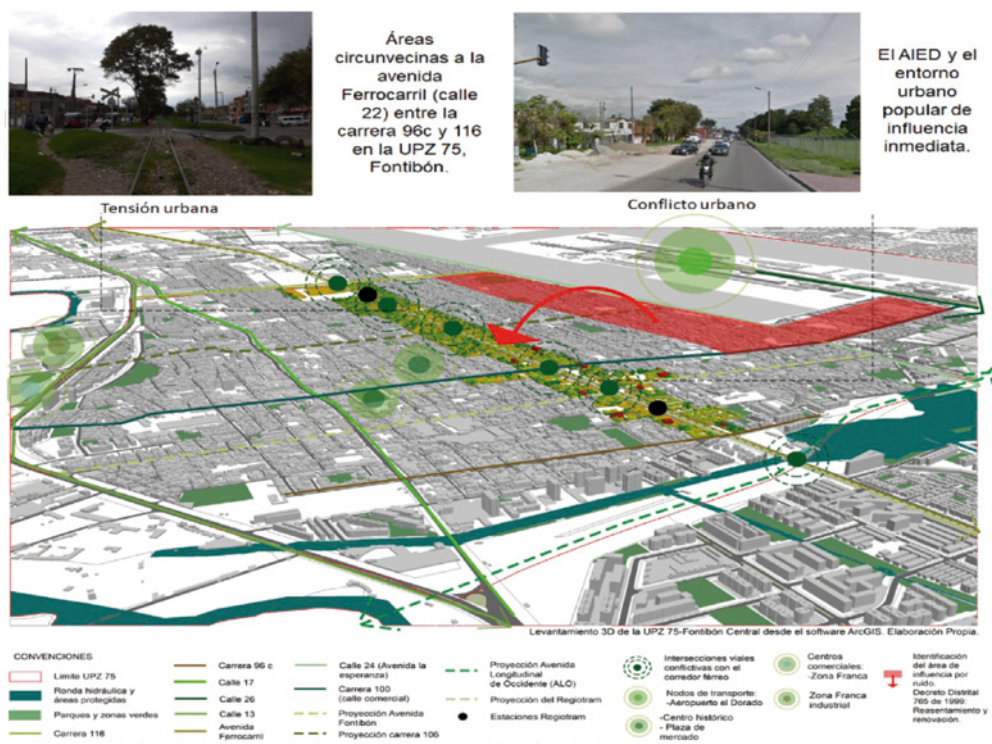 Áreas
circunvecinas a la
avenida
Ferrocarril (calle
22) entre la
carrera 96c y 116
en la UPZ 75,
Fontibón.
El AIED y el
entorno
urbano
popular de
influencia
inmediata.
Tensión urbana
Conflicto urbano
Levantamiento 3D de la UPZ 75-Fontibón Central desde el software ArcGIS. Elaboración Propia.
CONVENCIONES
Limite UPZ 75
Ronda hidráulica y
áreas protegidas
Parques y zonas verdes
Carrera 116
Carrera 96 c
Calle 17
Calle 26
Calle 13
Avenida
Ferrocarril
Calle 24 (Avenida la
esperanza)
Carrera 100
(calle comercial)
Proyección Avenida
Fontibón
Proyección carrera 106
Proyección Avenida
Longitudinal
de Occidente (ALO)
Proyección del Registram
Estaciones Registram
Intersecciones viales
conflictivas con el
corredor férreo
Nodos de transporte:
-Aeropuerto el Dorado
-Centro histórico
- Plaza de
mercado
Centros
comerciales:
-Zona Franca
Zona Franca
industrial
Identificación
del área de
influencia por
ruido.
Decreto Distrital
765 de 1999:
Reasentamiento y
renovación.